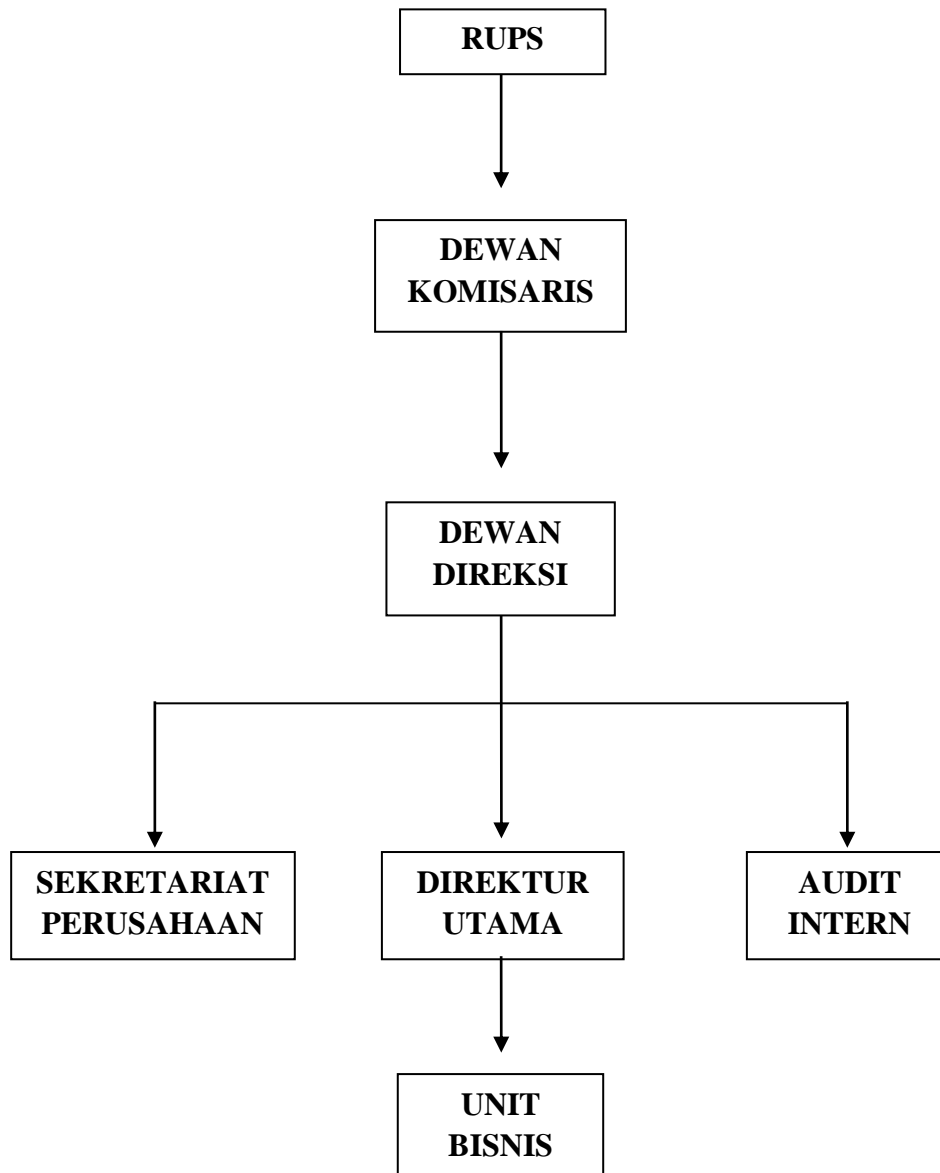 RUPS
DEWAN
KOMISARIS
DEWAN
DIREKSI
SEKRETARIAT
PERUSAHAAN
DIREKTUR
UTAMA
AUDIT
INTERN
UNIT
BISNIS